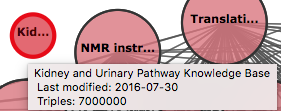 Translati...
Kid...
NMR instr...
Kidney and Urinary Pathway Knowledge Base
Last modified: 2016-07-30
Triples: 7000000